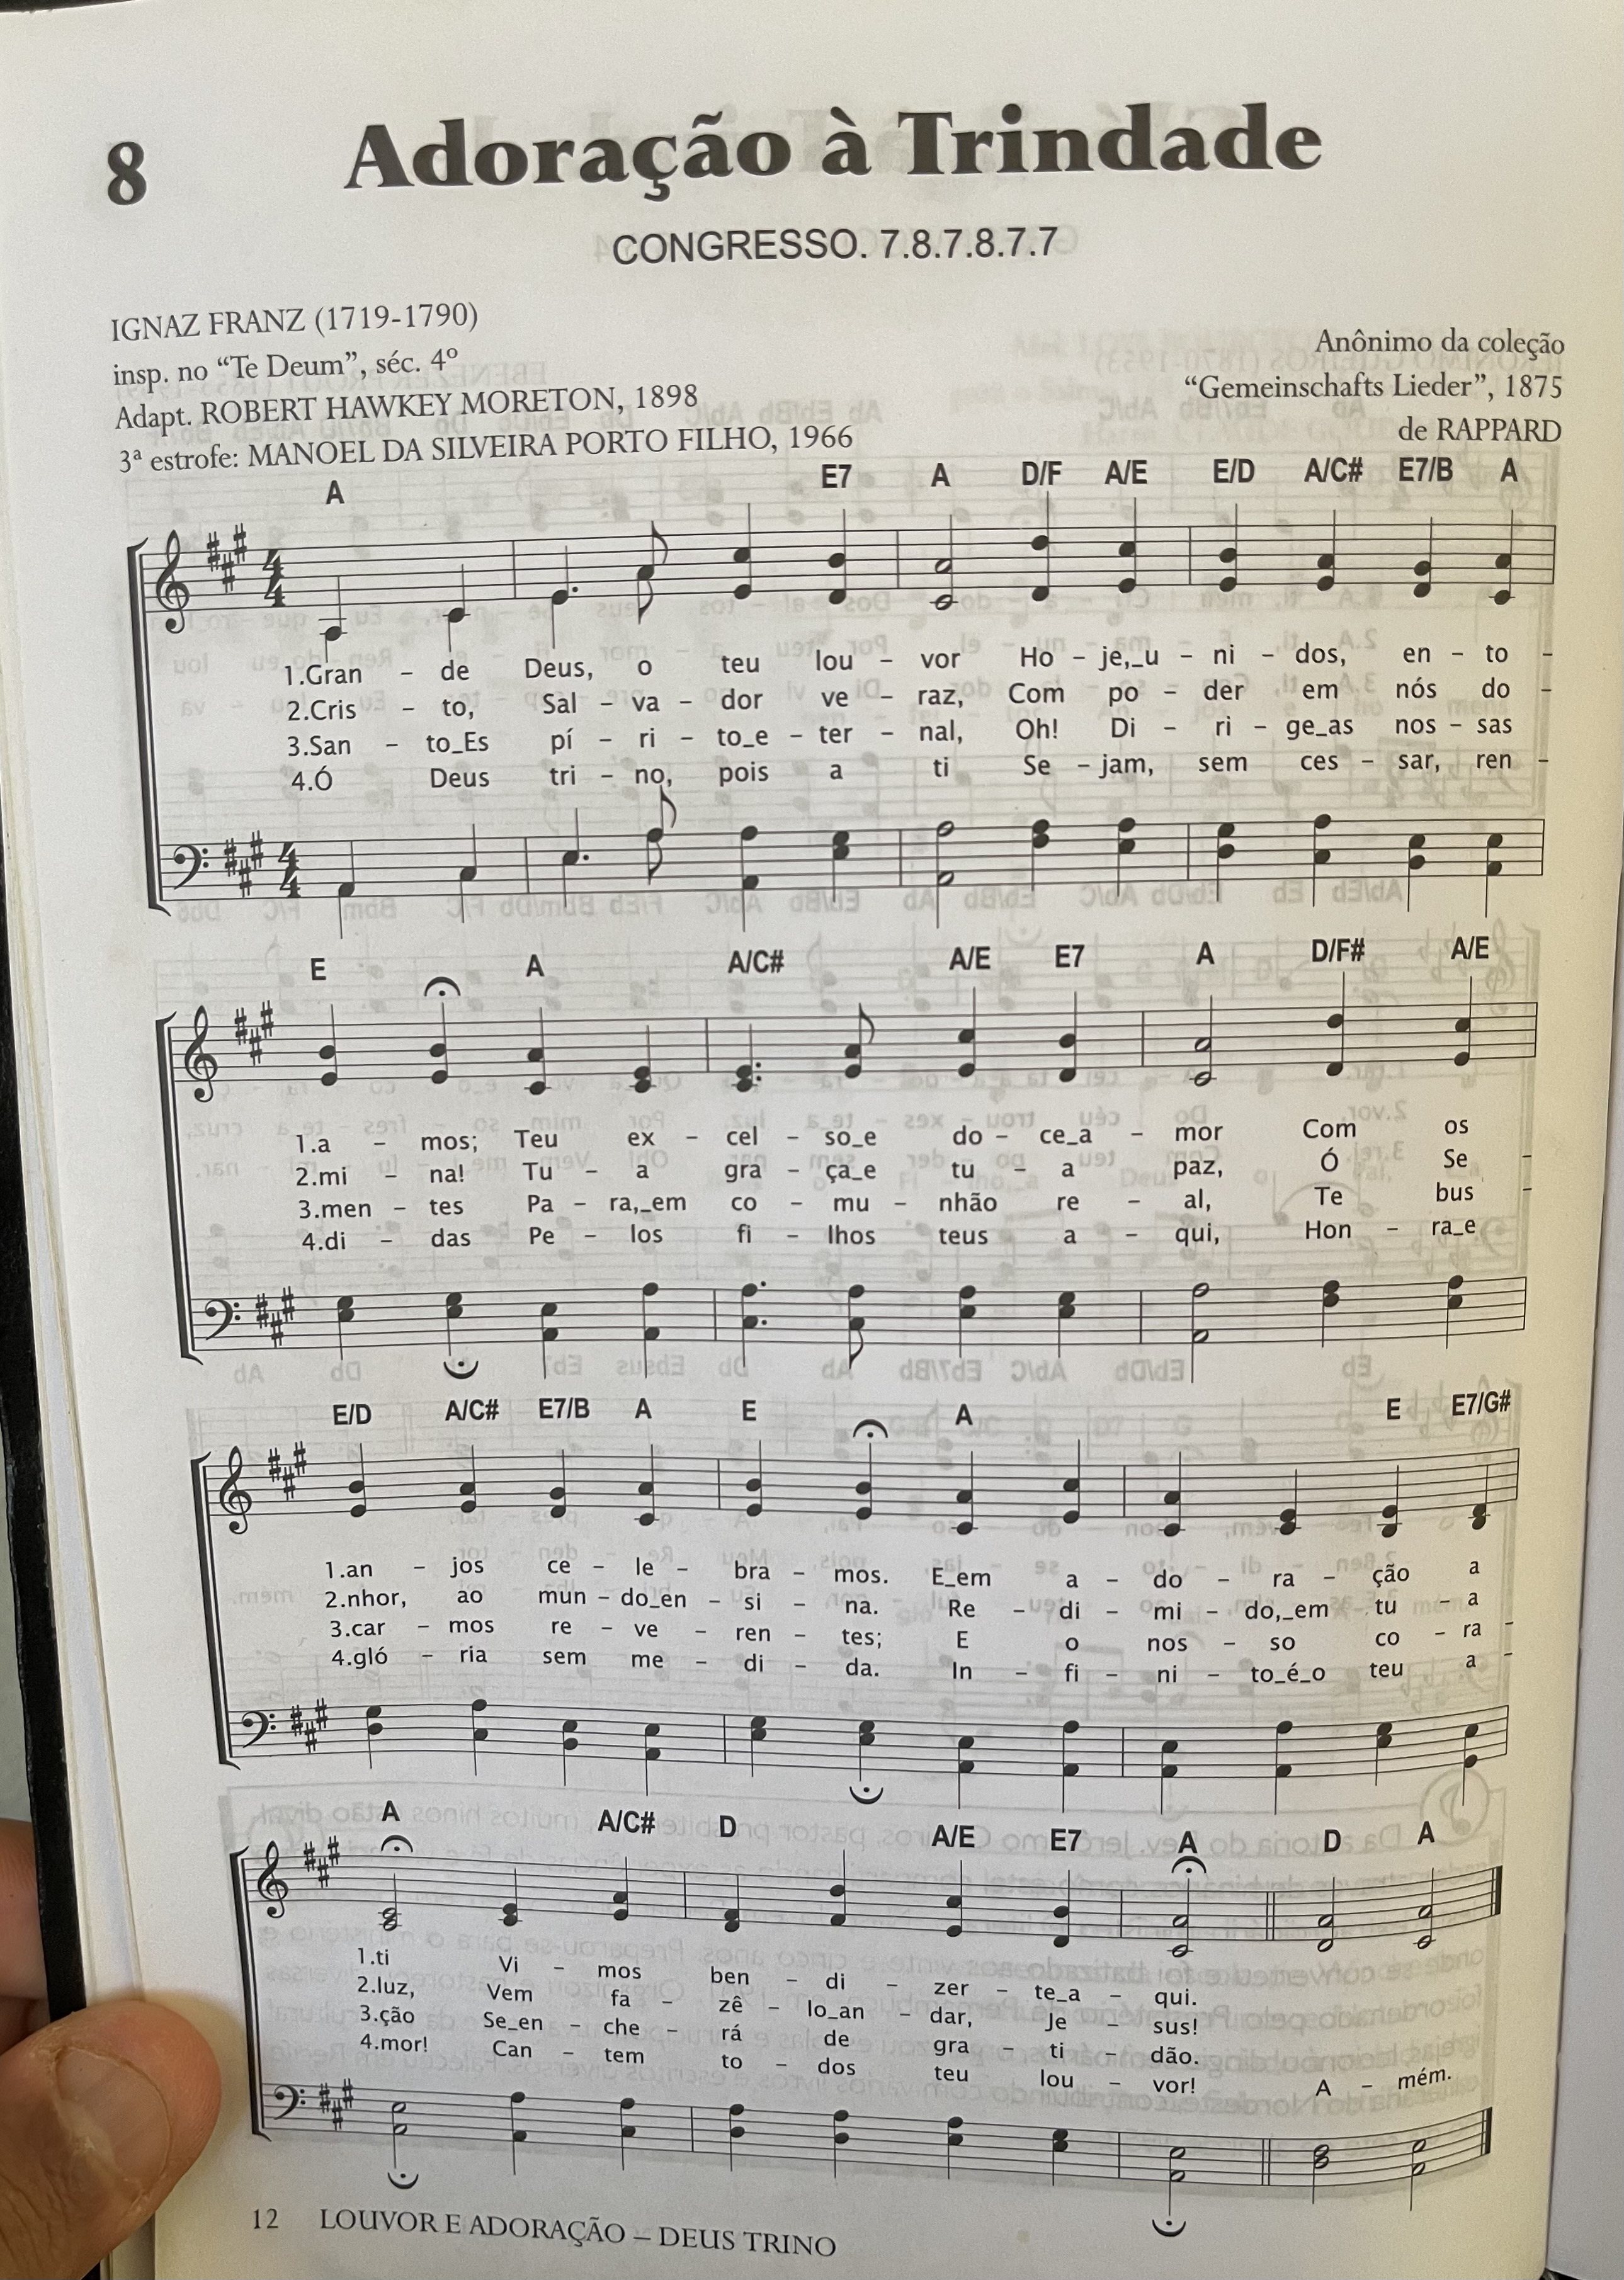 8
Adoração à Trindade
CONGRESSO. 7.8.7.8.7.7
IGNAZ FRANZ (1719-1790)
insp. no “Te Deum”, séc. 4º
Adapt. ROBERT HAWKEY MORETON, 1898
3ª estrofe: MANOEL DA SILVEIRA PORTO FILHO, 1966
Anônimo da coleção
“Gemeinschafts Lieder”, 1875
de RAPPARD
A E7 A D/F A/E E/D A/C# E7/B A
4 4
1.Gran – de Deus, o teu lou – vor Ho – je,_u – ni – dos, en – to –
2.Cris – to, Sal – va – dor ve – raz, Com po – der em nós do –
3.San – to_Es pí – ri – to_e – ter – nal, Oh! Di – ri – ge_as nos – sas
4.Ó Deus tri – no, pois a ti Se – jam, sem ces – sar, ren –
4 4
E A A/C# A/E E7 A D/F# A/E
1.a – mos; Teu ex – cel – so_e do – ce_a – mor Com os
2.mi – na! Tu – a gra – ça_e tu – a paz, Ó Se –
3.men – tes Pa – ra,_em co – mu – nhão re – al, Te bus –
4.di – das Pe – los fi – lhos teus a – qui, Hon – ra_e
E/D A/C# E7/B A E A E E7/G#
1.an – jos ce – le – bra – mos. E_em a – do – ra – ção a
2.nhor, ao mun – do_en – si – na. Re – di – mi – do,_em tu – a
3.car – mos re – ve – ren – tes; E o nos – so co – ra –
4.gló – ria sem me – di – da. In – fi – ni – to_é_o teu a –
A A/C# D A/E E7 A D A
1.ti Vi – mos ben – di – zer – te_a – qui.
2.luz, Vem fa – zê – lo_an – dar, Je – sus!
3.ção Se_en – che – rá de gra – ti – dão.
4.mor! Can – tem to – dos teu lou – vor! A – mém.
12 LOUVOR E ADORAÇÃO – DEUS TRINO